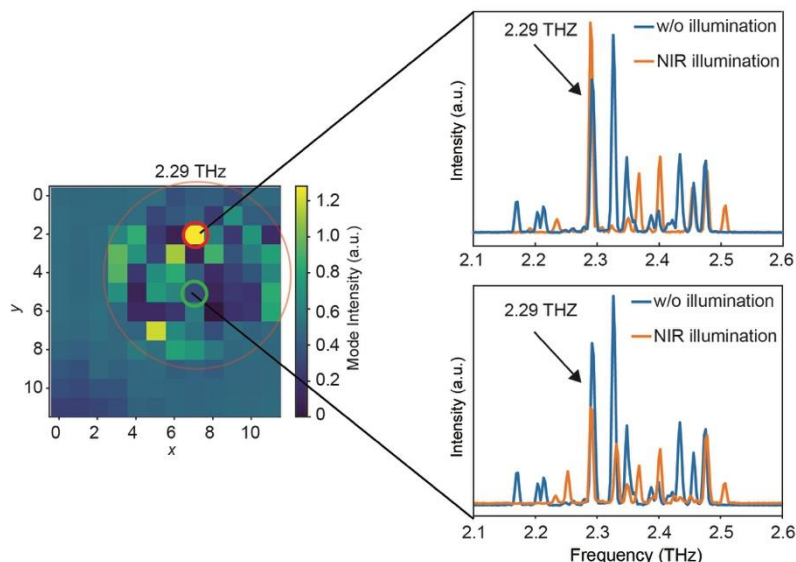 2.29 THz
0
2
4
6
8
10
y
0 2 4 6 8 10
x
1.2
1.0
0.8
0.6
0.4
0.2
0
Mode Intensity (a.u.)
2.29 THZ
w/o illumination
NIR illumination
Intensity (a.u.)
2.1 2.2 2.3 2.4 2.5 2.6
2.29 THZ
w/o illumination
NIR illumination
Intensity (a.u.)
2.1 2.2 2.3 2.4 2.5 2.6
Frequency (THz)